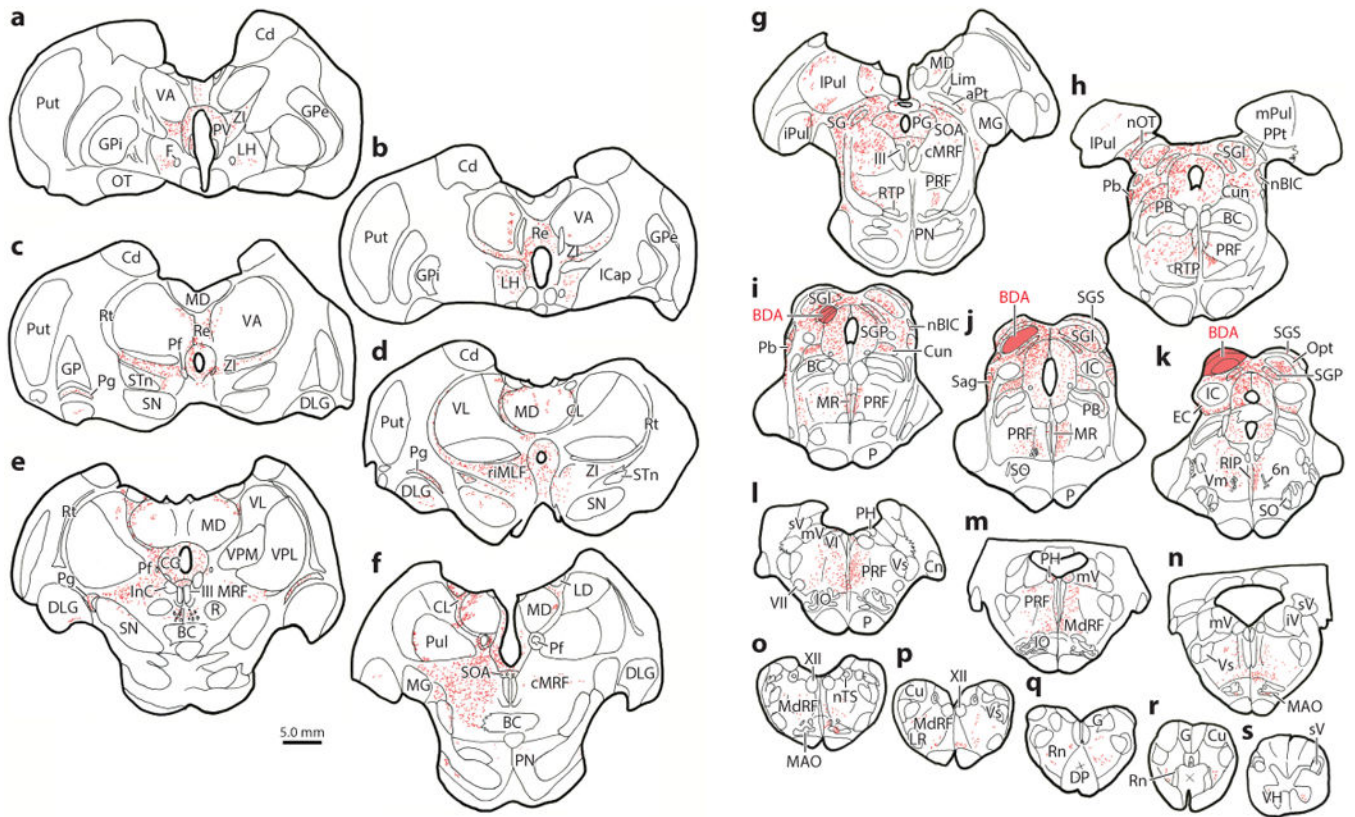 a
Cd
Put
VA
ZI
GPe
PV
GPi
F
LH
OT
b
Cd
VA
Re
Put
ZI
GPe
GPi
LH
ICap
c
Cd
MD
Put
Rt
Re
VA
Pf
GP
ZI
Pg
STn
SN
DLG
d
Cd
VL
MD
CL
Put
Rt
Pg
riMLF
ZI
STn
DLG
SN
e
Rt
MD
VL
VPM
VPL
Pf
CG
Pg
InC
III
MRF
DLG
R
SN
BC
5.0 mm
f
CL
MD
LD
Pul
Pf
SOA
MG
cMRF
DLG
BC
PN
g
MD
lPul
Lim
aPt
SG
PG
iPul
SOA
MG
III
cMRF
RTP
PRF
PN
h
mPul
nOT
PPt
lPul
SGI
Pb
nBIC
Cun
PB
BC
PRF
RTP
i
SGI
BDA
SGP
nBIC
Pb
Cun
BC
MR
PRF
P
j
BDA
SGS
SGI
IC
Sag
PB
PRF
MR
SO
P
k
BDA
SGS
Opt
SGP
IC
EC
RIP
6n
Vm
SO
l
PH
sV
mV
VI
PRF
Vs
Cn
VII
IO
P
m
PH
mV
PRF
MdRF
IO
n
sV
mV
iV
Vs
MAO
o
XII
nTS
MdRF
MAO
p
XII
Cu
MdRF
Vs
LR
q
G
Rn
DP
r
G
Cu
Rn
s
sV
VH